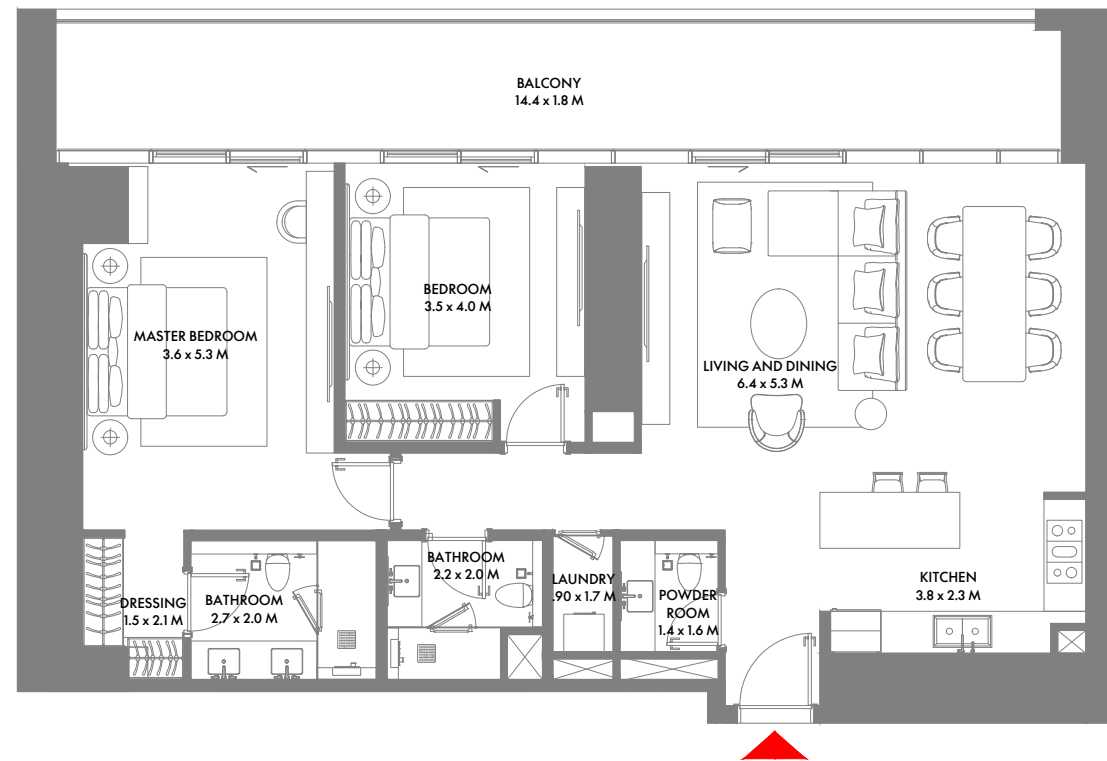 BALCONY
14.4 x 1.8 M
BEDROOM
3.5 x 4.0 M
MASTER BEDROOM
3.6 x 5.3 M
LIVING AND DINING
6.4 x 5.3 M
BATHROOM
2.2 x 2.0 M
LAUNDRY
.90 x 1.7 M
KITCHEN
3.8 x 2.3 M
DRESSING
1.5 x 2.1 M
BATHROOM
2.7 x 2.0 M
POWDER
ROOM
1.4 x 1.6 M